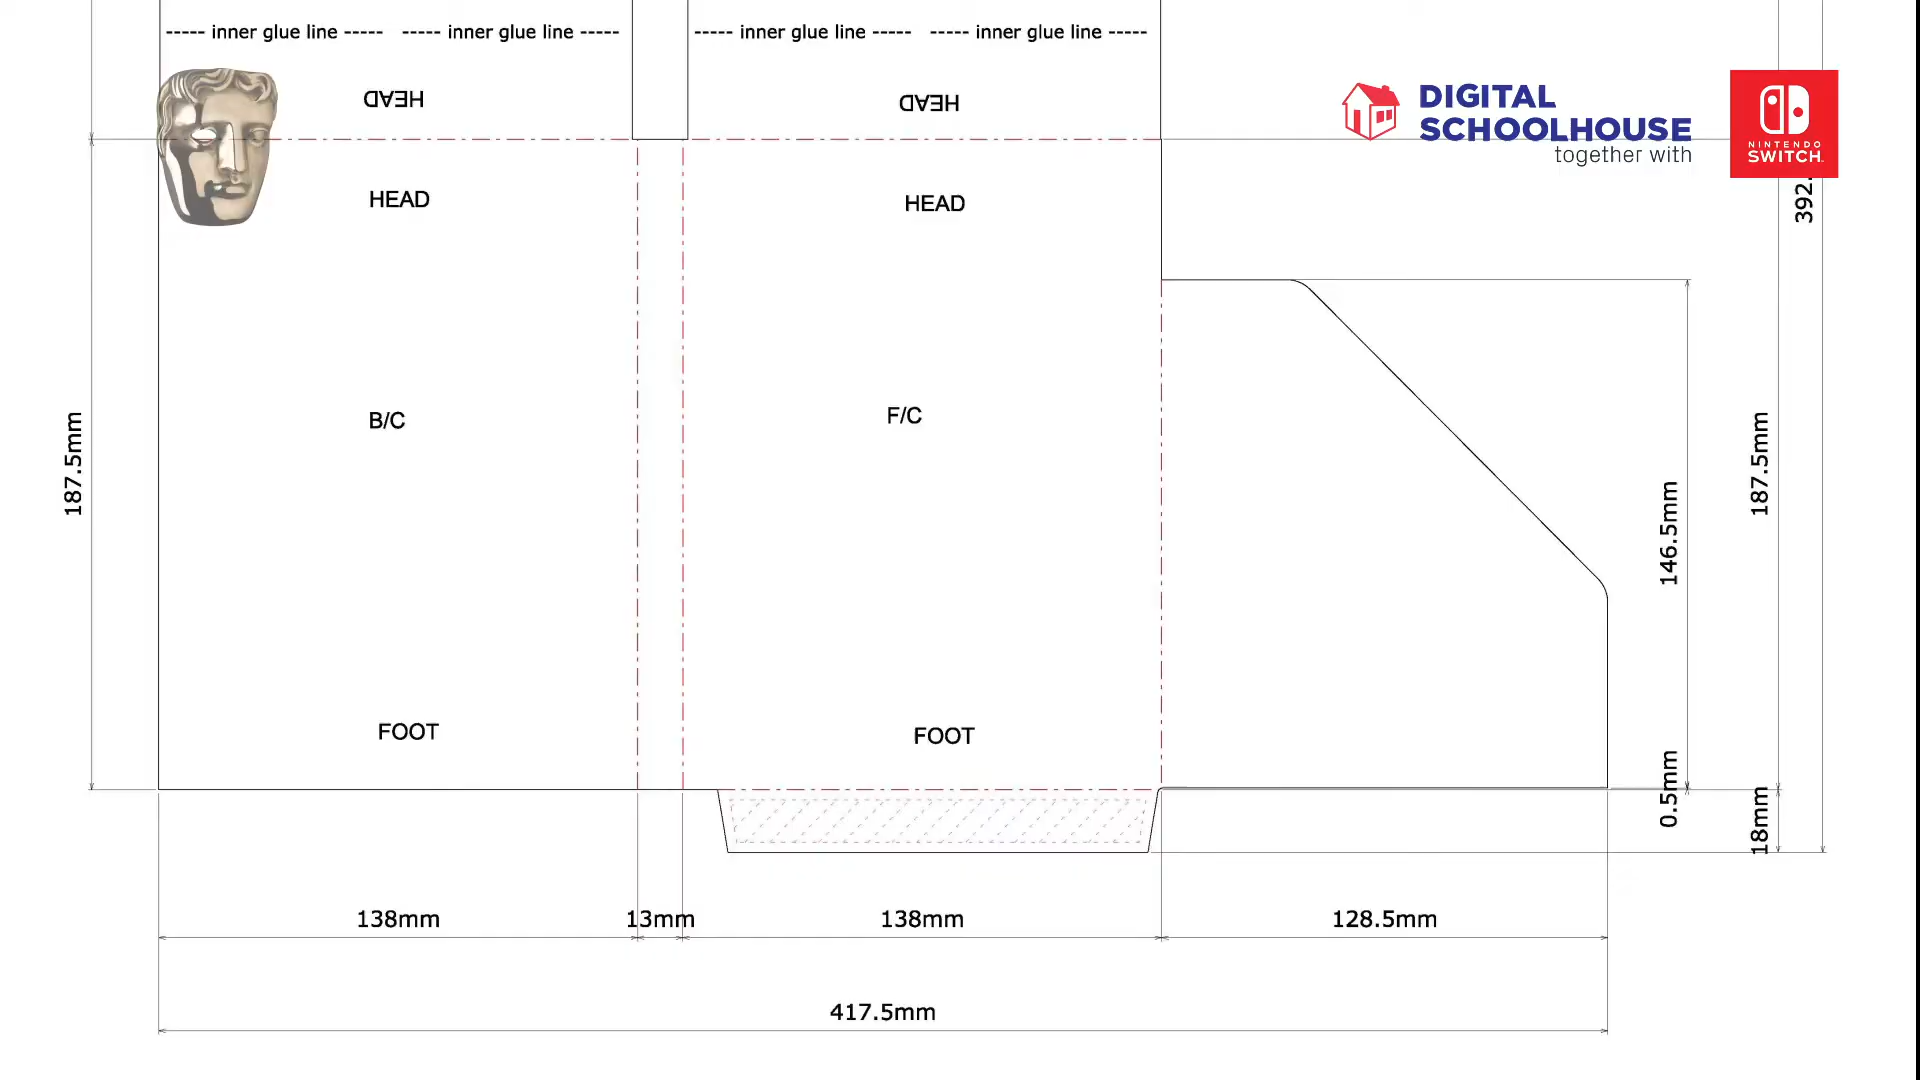 ----- inner glue line ----- ----- inner glue line ----- ----- inner glue line ----- ----- inner glue line -----
HEAD HEAD
DIGITAL
SCHOOLHOUSE
together with
NINTENDO
SWITCH
HEAD HEAD
392.
B/C F/C
187.5mm
146.5mm
187.5mm
FOOT FOOT
0.5mm
18mm
138mm 13mm 138mm 128.5mm
417.5mm